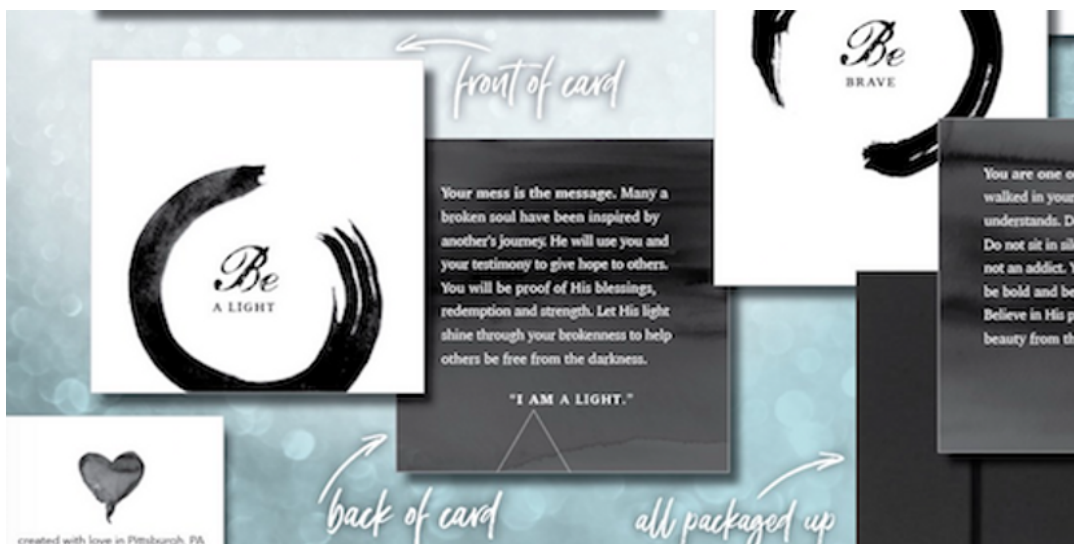 front of card
Be
A LIGHT
Your mess is the message. Many a
broken soul have been inspired by
another's journey. He will use you and
your testimony to give hope to others.
You will be proof of His blessings,
redemption and strength. Let His light
shine through your brokenness to help
others be free from the darkness.
"I AM A LIGHT."
back of card
Be
BRAVE
You are one
walked in your
understands.
Do not sit in
not an addict.
be bold and
Believe in His
beauty from
all packaged up
created with love in Pittsburgh, PA